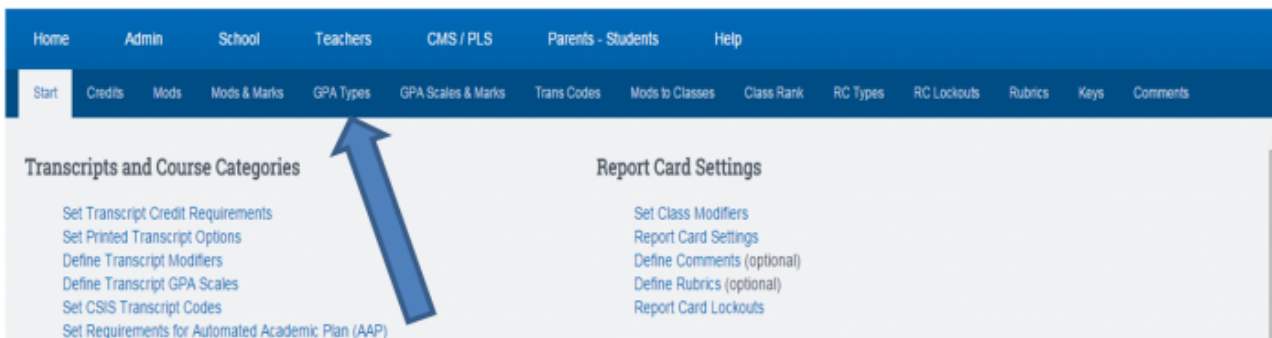 Home Admin School Teachers CMS / PLS Parents - Students Help
Start Credits Mods Mods & Marks GPA Types GPA Scales & Marks Trans Codes Mods to Classes Class Rank RC Types RC Lockouts Rubrics Keys Comments
Transcripts and Course Categories
Set Transcript Credit Requirements
Set Printed Transcript Options
Define Transcript Modifiers
Define Transcript GPA Scales
Set CSIS Transcript Codes
Set Requirements for Automated Academic Plan (AAP)
Report Card Settings
Set Class Modifiers
Report Card Settings
Define Comments (optional)
Define Rubrics (optional)
Report Card Lockouts